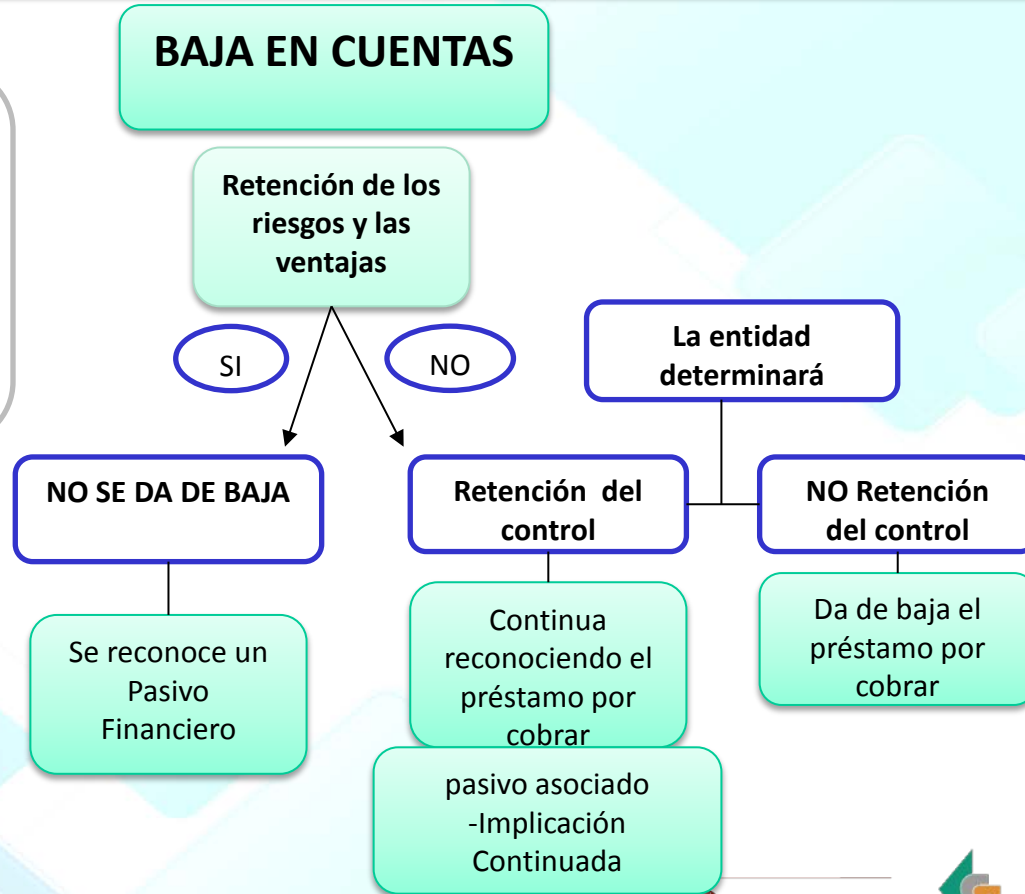 BAJA EN CUENTAS
Retención de los
riesgos y las
ventajas
SI
NO
La entidad
determinará
NO SE DA DE BAJA
Retención del
control
NO Retención
del control
Se reconoce un
Pasivo
Financiero
Continua
reconociendo el
préstamo por
cobrar
Da de baja el
préstamo por
cobrar
pasivo asociado
-Implicación
Continuada